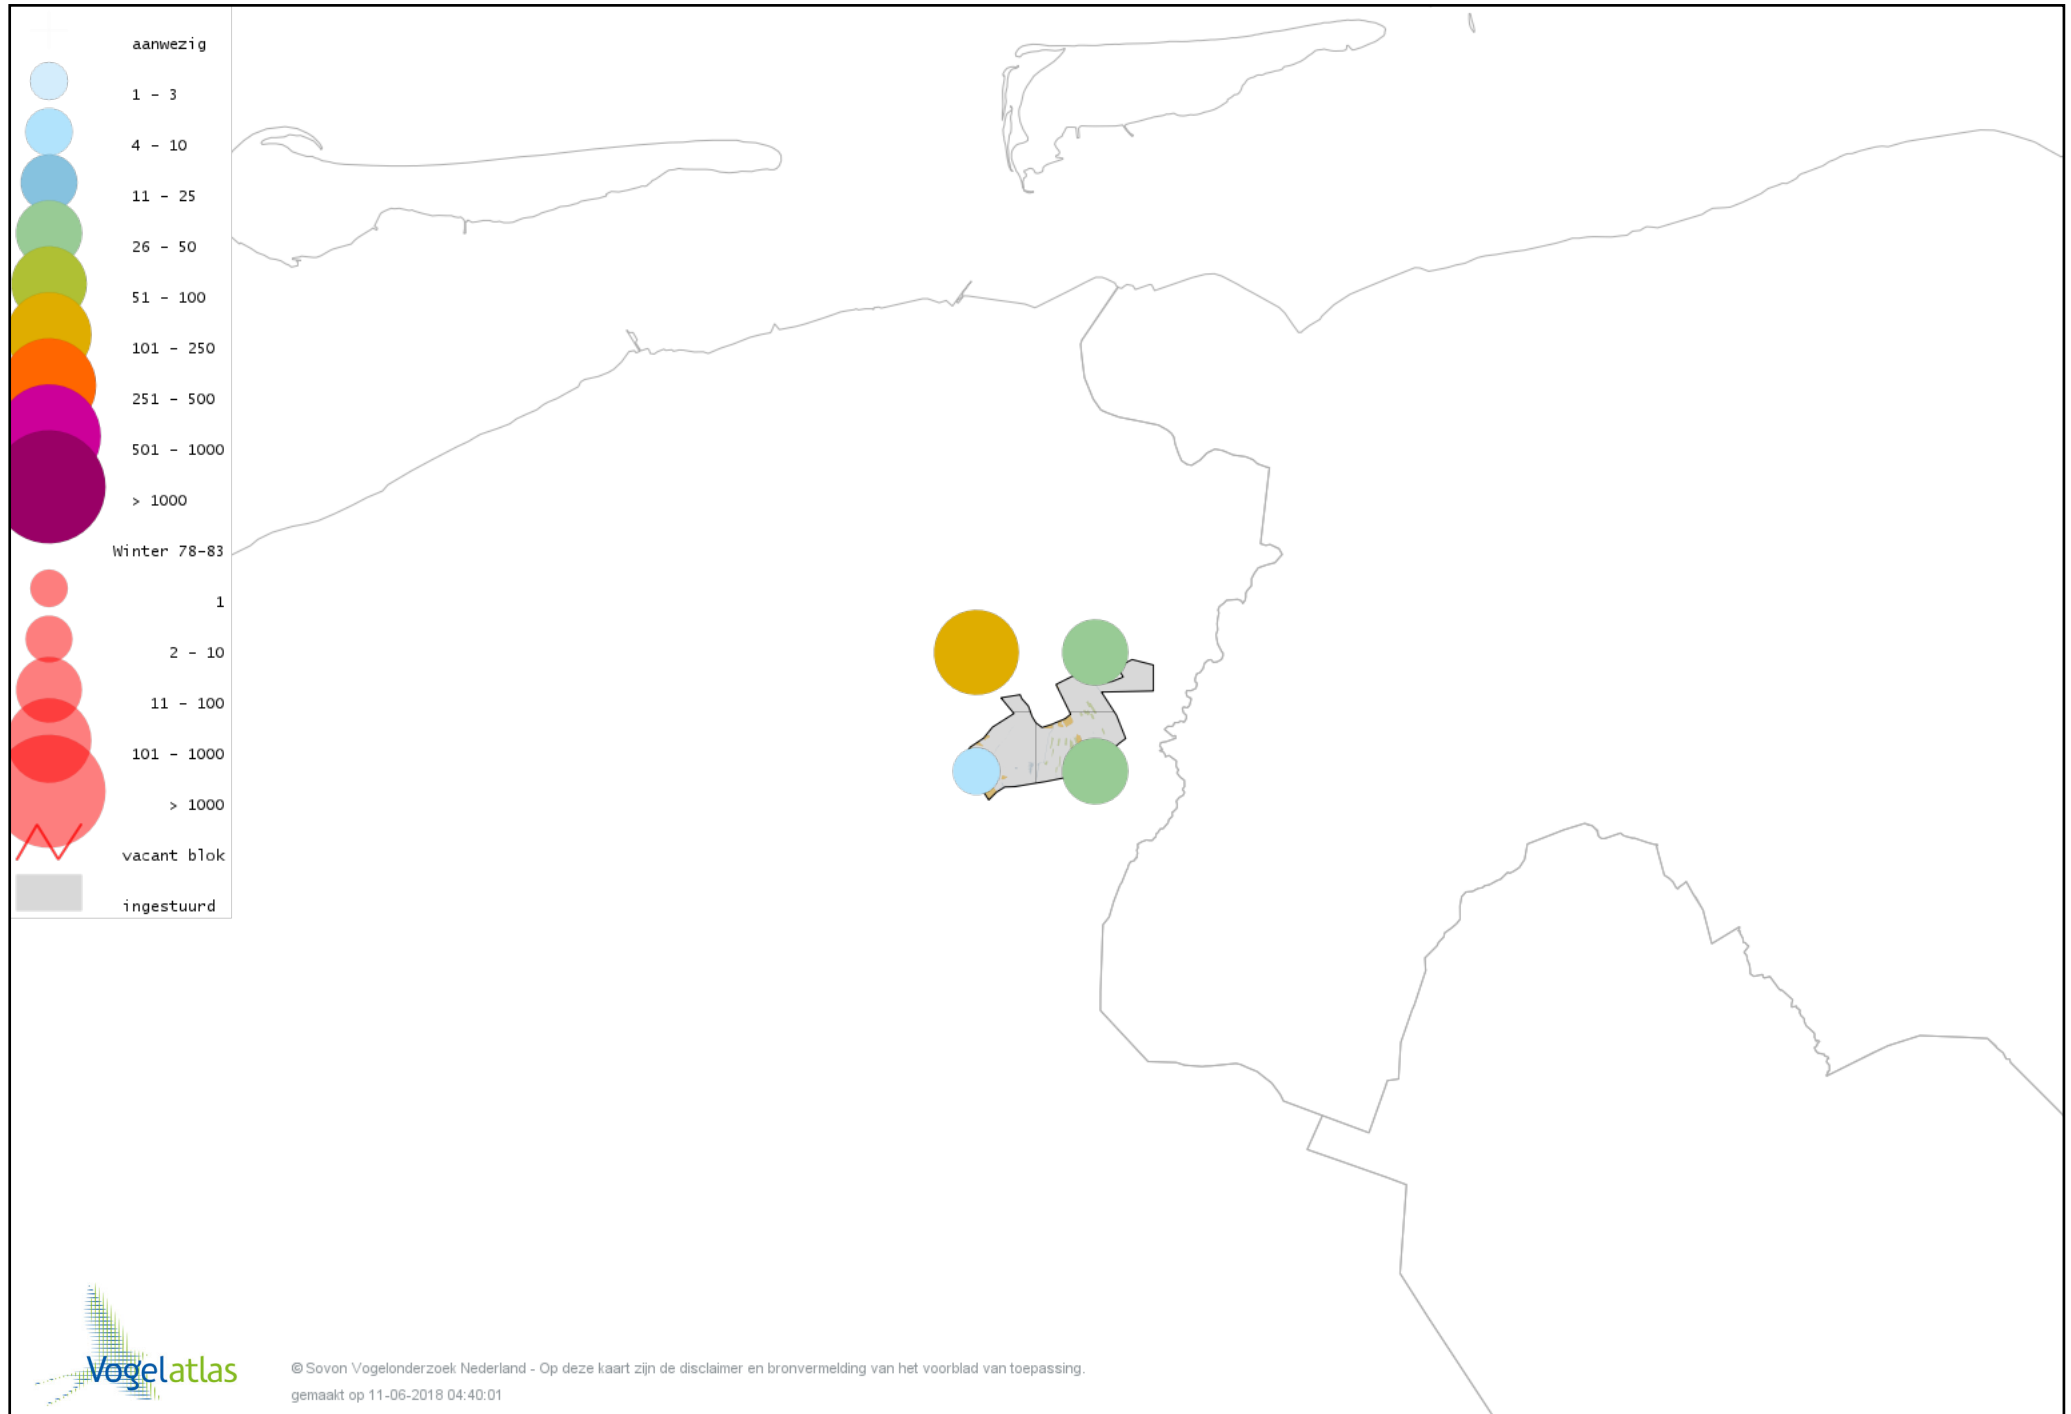 aanwezig
1 – 3
4 – 10
11 – 25
26 – 50
51 – 100
101 – 250
251 – 500
501 – 1000
> 1000
Winter 78–83
1
2 – 10
11 – 100
101 – 1000
> 1000
vacant blok
ingestuurd
Vogelatlas
© Sovon Vogelonderzoek Nederland - Op deze kaart zijn de disclaimer en bronvermelding van het voorblad van toepassing.
gemaakt op 11-06-2018 04:40:01